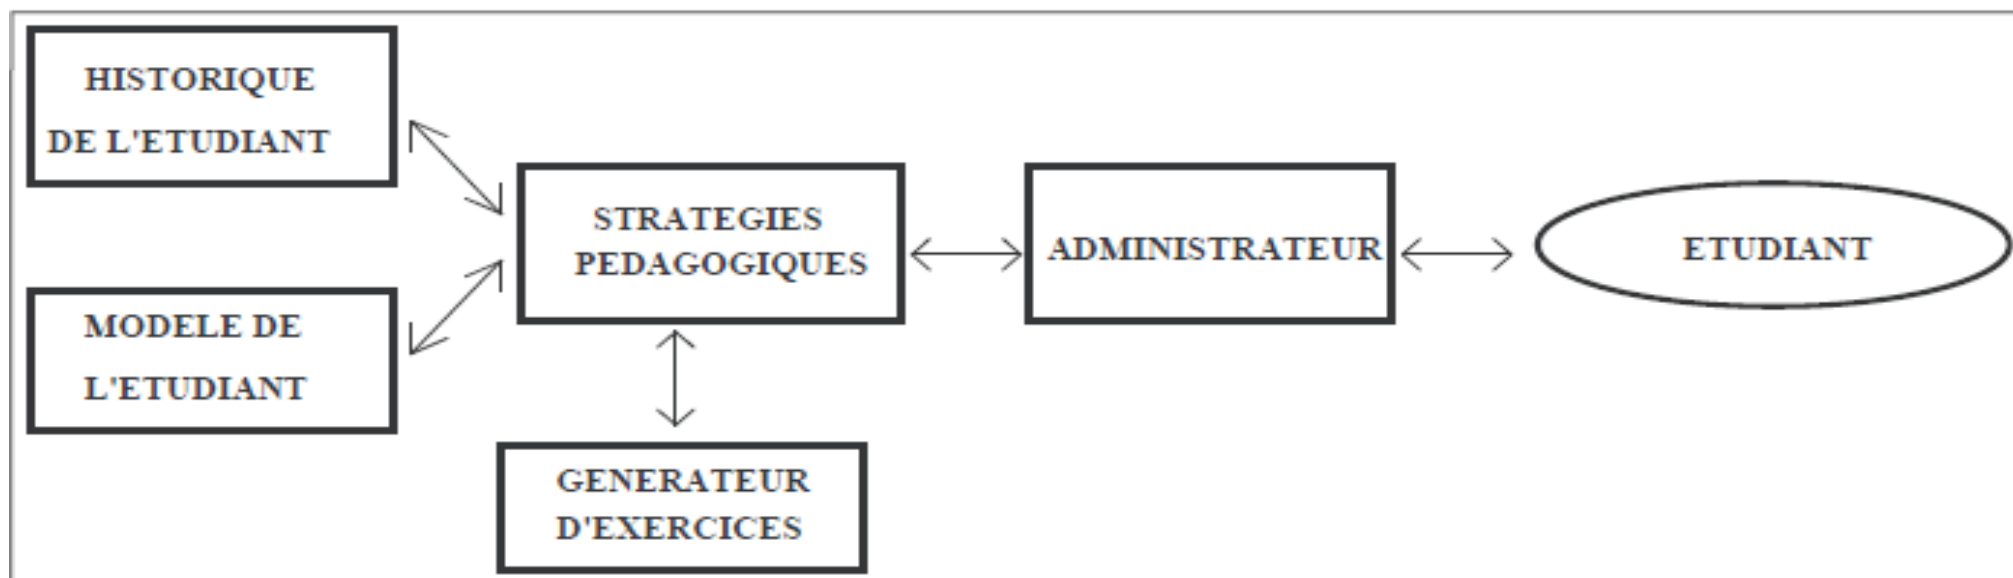 HISTORIQUE
DE L'ETUDIANT
STRATEGIES
PEDAGOGIQUES
ADMINISTRATEUR
ETUDIANT
MODELE DE
L'ETUDIANT
GENERATEUR
D'EXERCICES